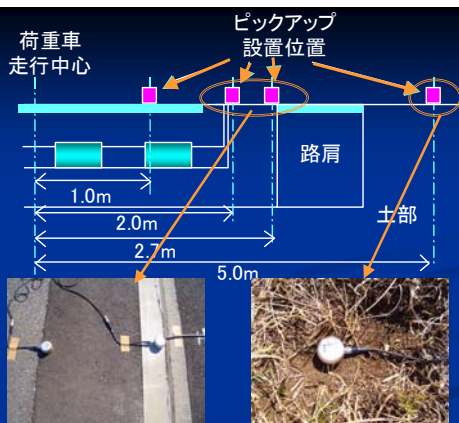 荷重車
走行中心
ピックアップ
設置位置
路肩
土部
1.0m
2.0m
2.7m
5.0m